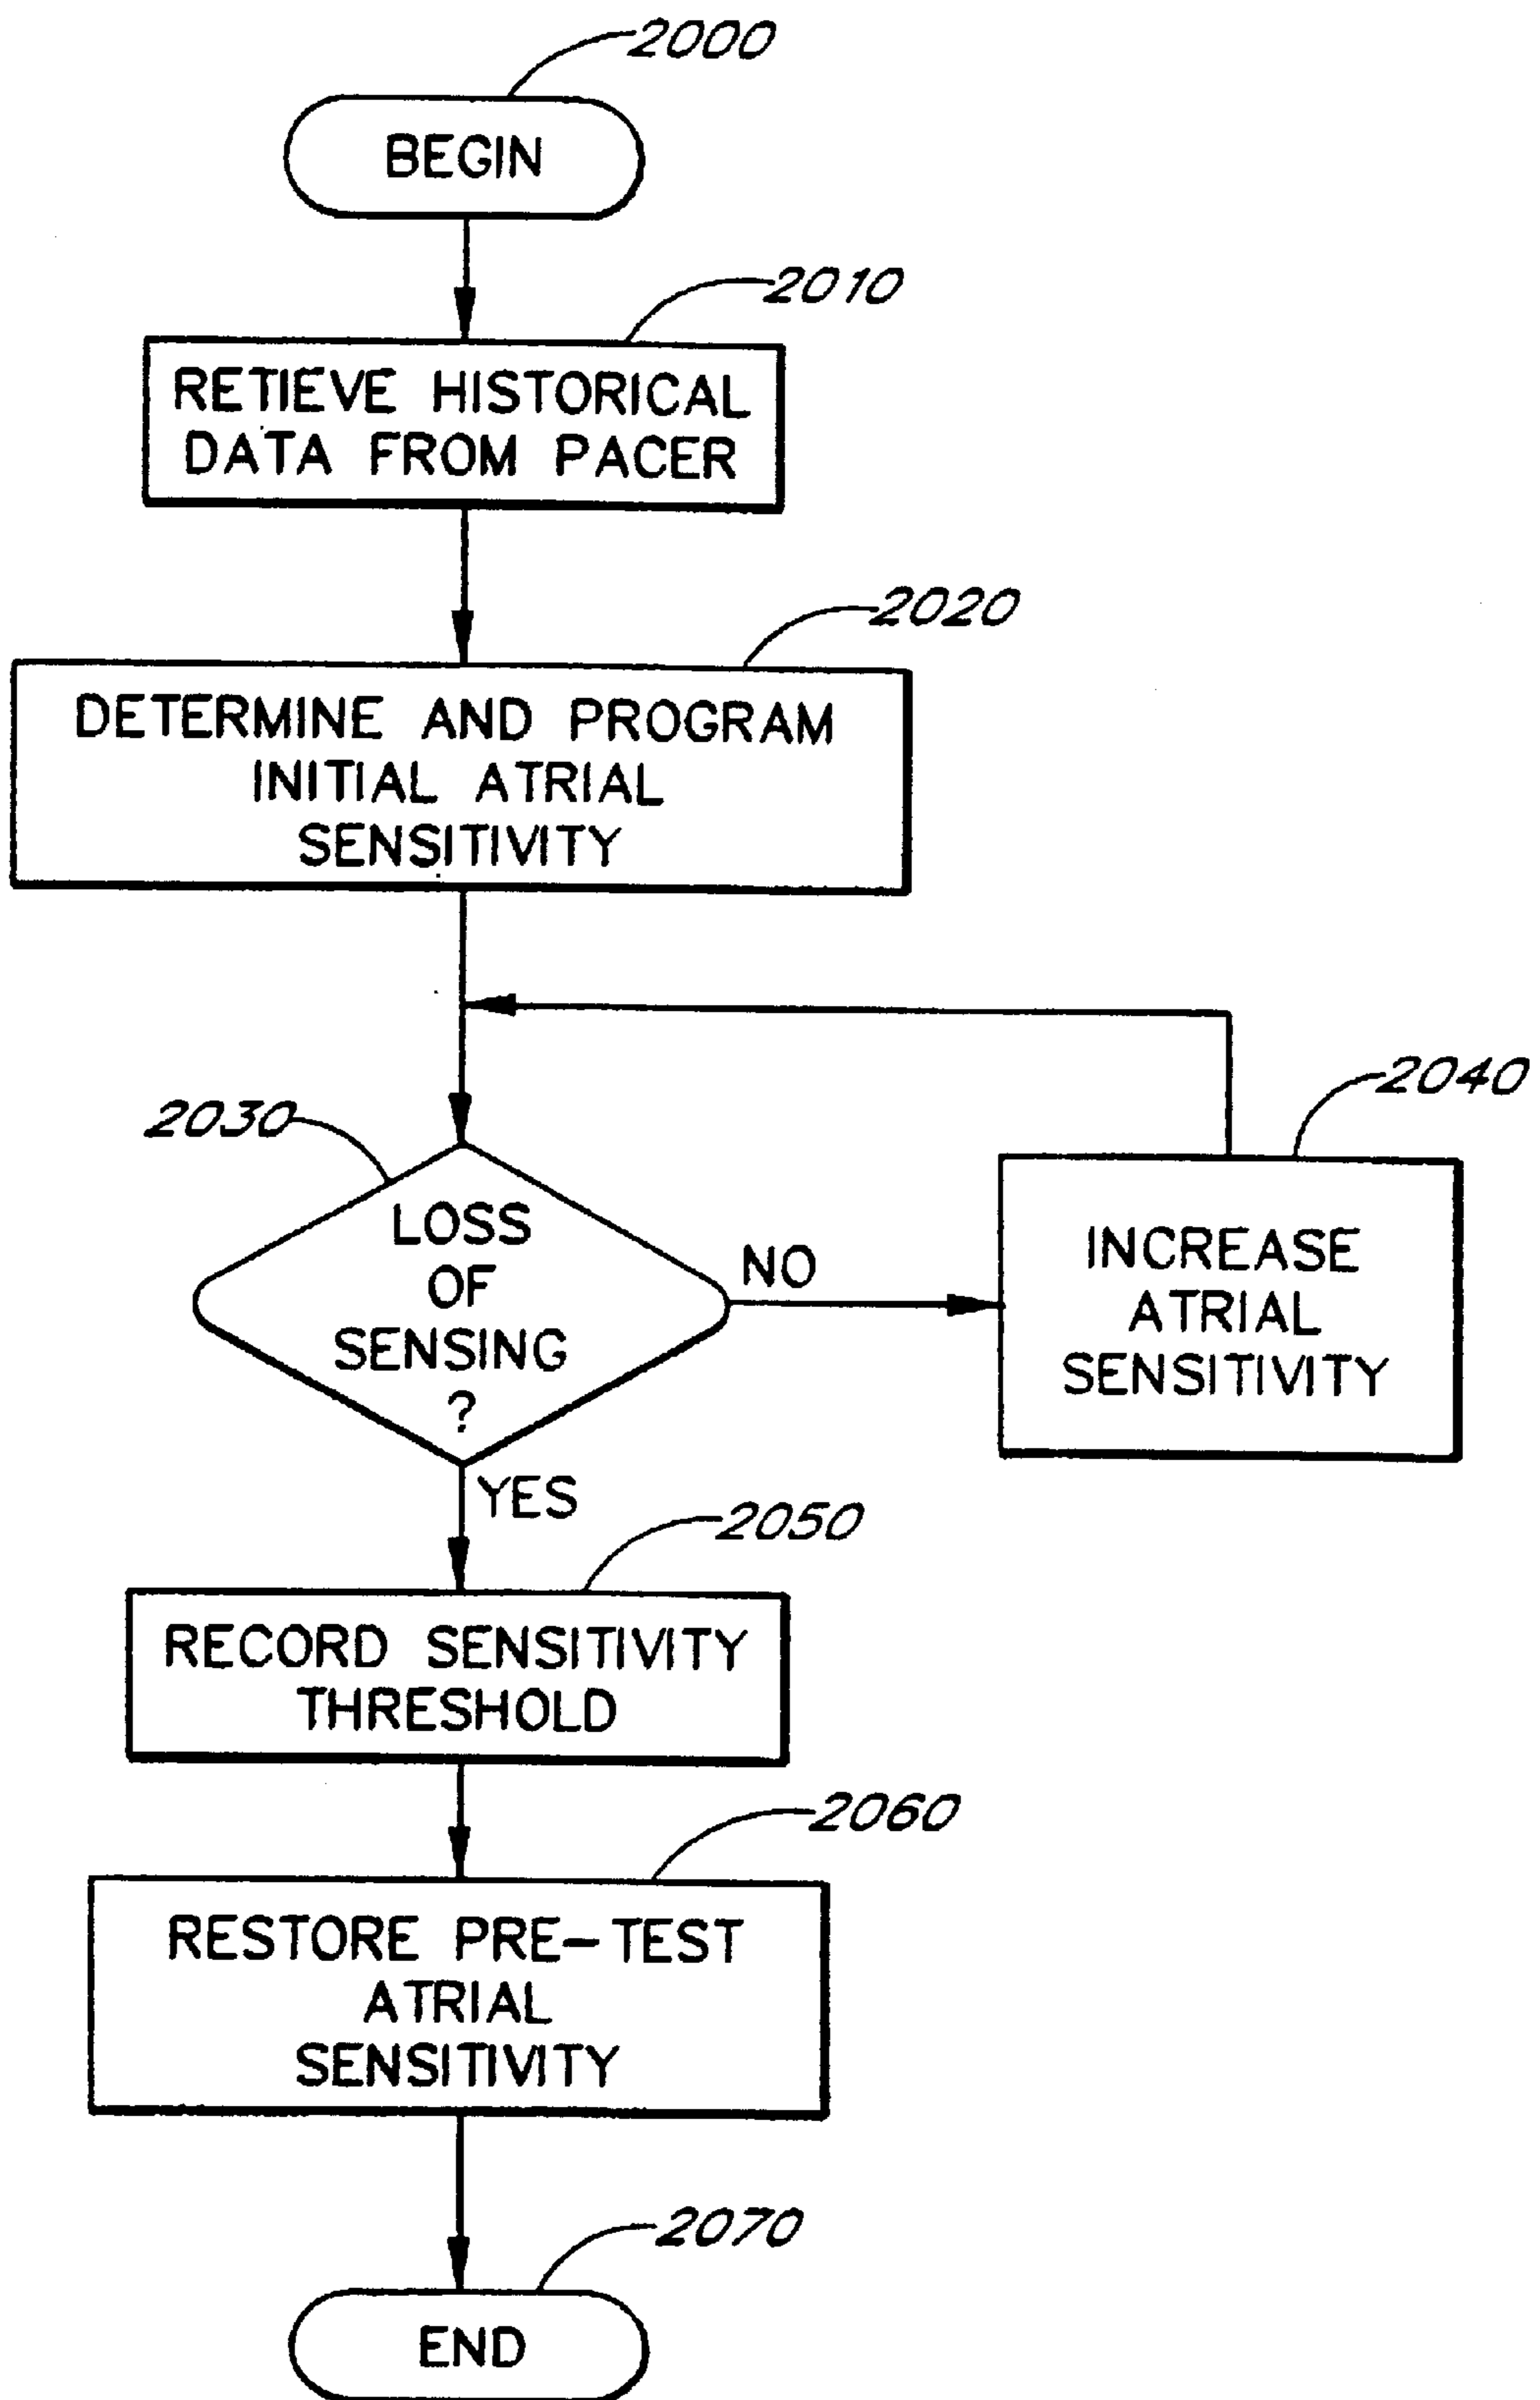 2000
BEGIN
2010
RETIEVE HISTORICAL
DATA FROM PACER
2020
DETERMINE AND PROGRAM
INITIAL ATRIAL
SENSITIVITY
2030
LOSS
OF
SENSING
?
NO
2040
INCREASE
ATRIAL
SENSITIVITY
YES
2050
RECORD SENSITIVITY
THRESHOLD
2060
RESTORE PRE-TEST
ATRIAL
SENSITIVITY
2070
END